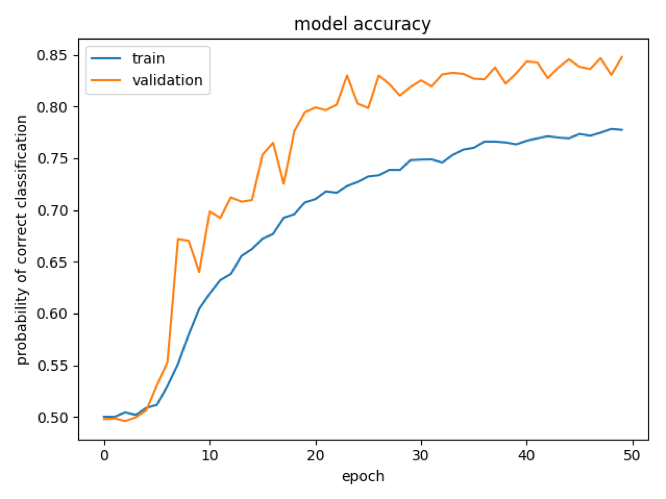 model accuracy
train
validation
probability of correct classification
0.85
0.80
0.75
0.70
0.65
0.60
0.55
0.50
0 10 20 30 40 50
epoch